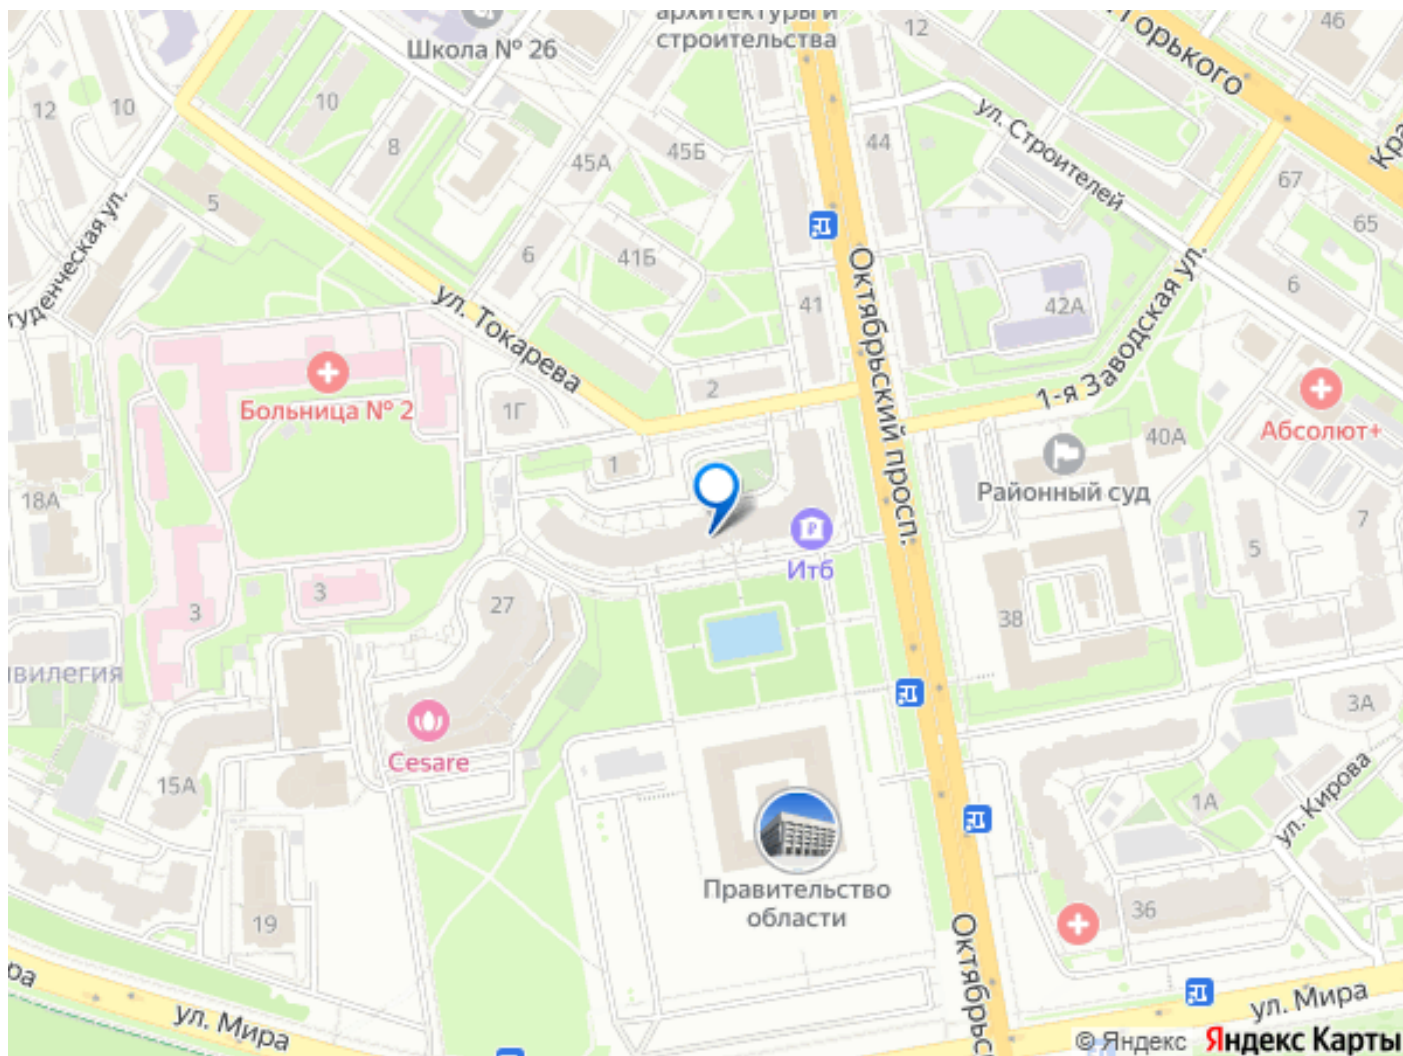 архитектуры и
строительства
12
Горького
46
Школа № 26
12
10
10
8
45А
45Б
44
ул. Строителей
67
65
5
Студенческая ул.
6
41Б
ул. Токарева
41
Октябрьский просп.
42А
1-я Заводская ул.
6
2
1Г
Больница № 2
Абсолют+
40А
Районный суд
1
18А
7
5
Итб
27
3
3
38
3А
Cesare
15А
1А
ул. Кирова
Правительство
области
36
19
ул. Мира
ул. Мира
© Яндекс Яндекс Карты